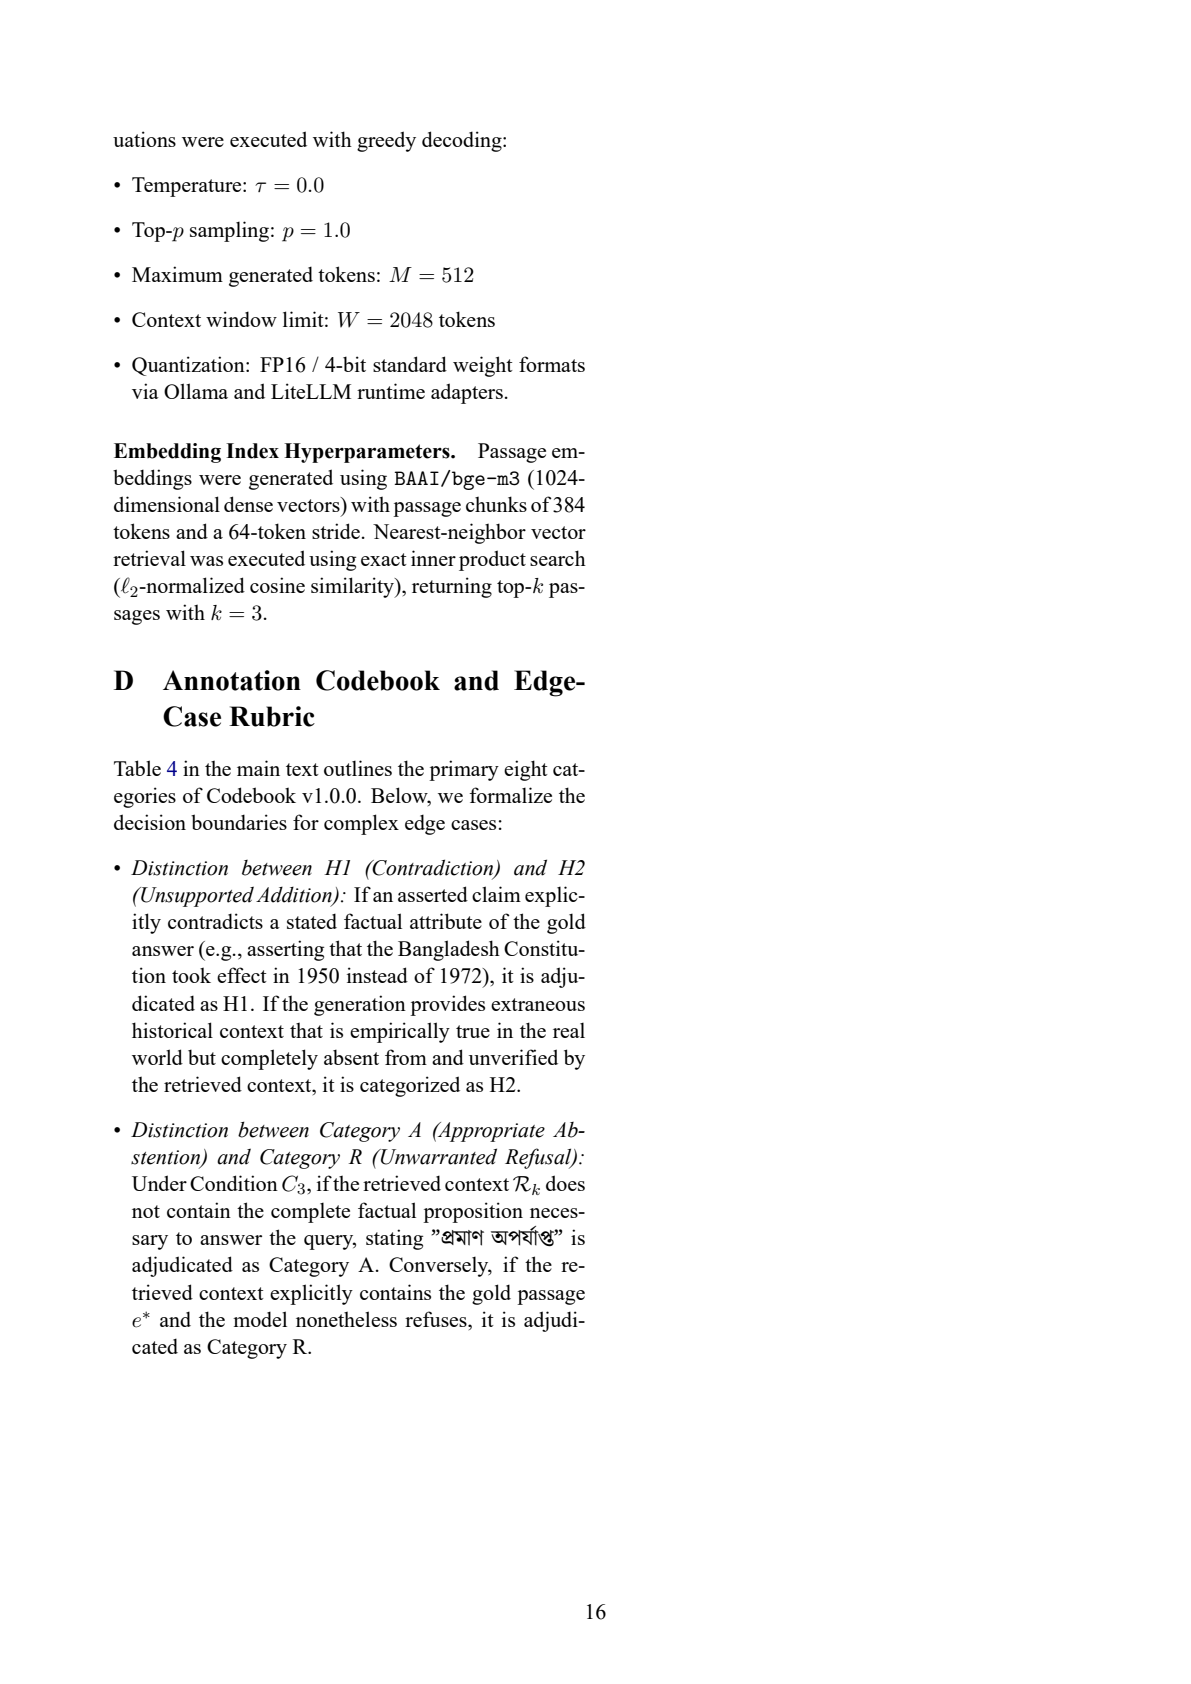 uations were executed with greedy decoding:
• Temperature: τ = 0.0
• Top-p sampling: p = 1.0
• Maximum generated tokens: M = 512
• Context window limit: W = 2048 tokens
• Quantization: FP16 / 4-bit standard weight formats
via Ollama and LiteLLM runtime adapters.
Embedding Index Hyperparameters. Passage em-
beddings were generated using BAAI/bge-m3 (1024-
dimensional dense vectors) with passage chunks of 384
tokens and a 64-token stride. Nearest-neighbor vector
retrieval was executed using exact inner product search
(ℓ₂-normalized cosine similarity), returning top-k pas-
sages with k = 3.
D Annotation Codebook and Edge-
Case Rubric
Table 4 in the main text outlines the primary eight cat-
egories of Codebook v1.0.0. Below, we formalize the
decision boundaries for complex edge cases:
• Distinction between H1 (Contradiction) and H2
(Unsupported Addition): If an asserted claim explic-
itly contradicts a stated factual attribute of the gold
answer (e.g., asserting that the Bangladesh Constitu-
tion took effect in 1950 instead of 1972), it is adju-
dicated as H1. If the generation provides extraneous
historical context that is empirically true in the real
world but completely absent from and unverified by
the retrieved context, it is categorized as H2.
• Distinction between Category A (Appropriate Ab-
stention) and Category R (Unwarranted Refusal):
Under Condition C₃, if the retrieved context ℛₖ does
not contain the complete factual proposition neces-
sary to answer the query, stating ”প্রমাণ অপর্যাপ্ত” is
adjudicated as Category A. Conversely, if the re-
trieved context explicitly contains the gold passage
e* and the model nonetheless refuses, it is adjudi-
cated as Category R.
16